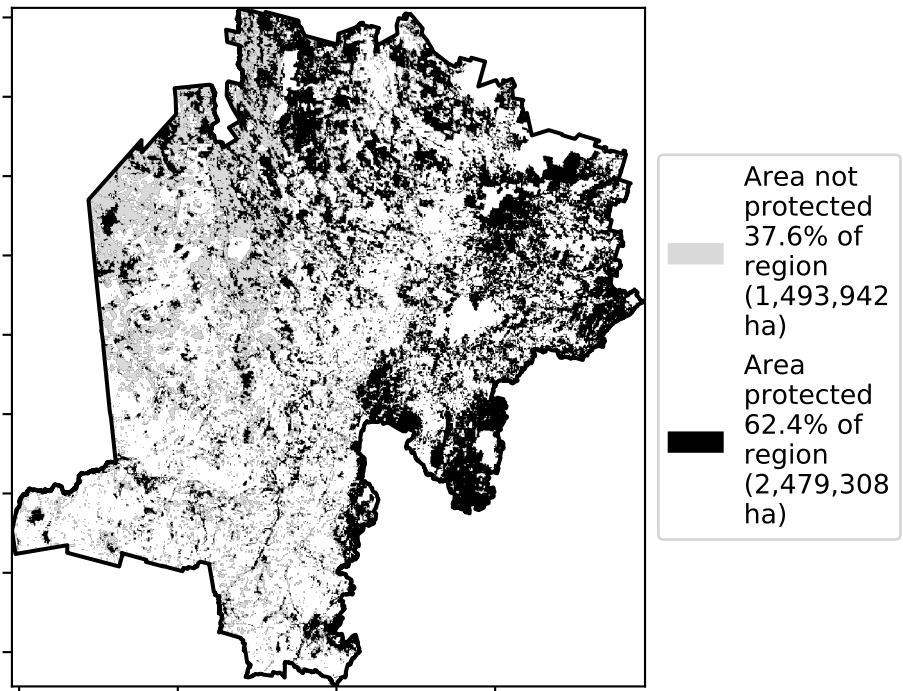 Area not
protected
37.6% of
region
(1,493,942
ha)
Area
protected
62.4% of
region
(2,479,308
ha)